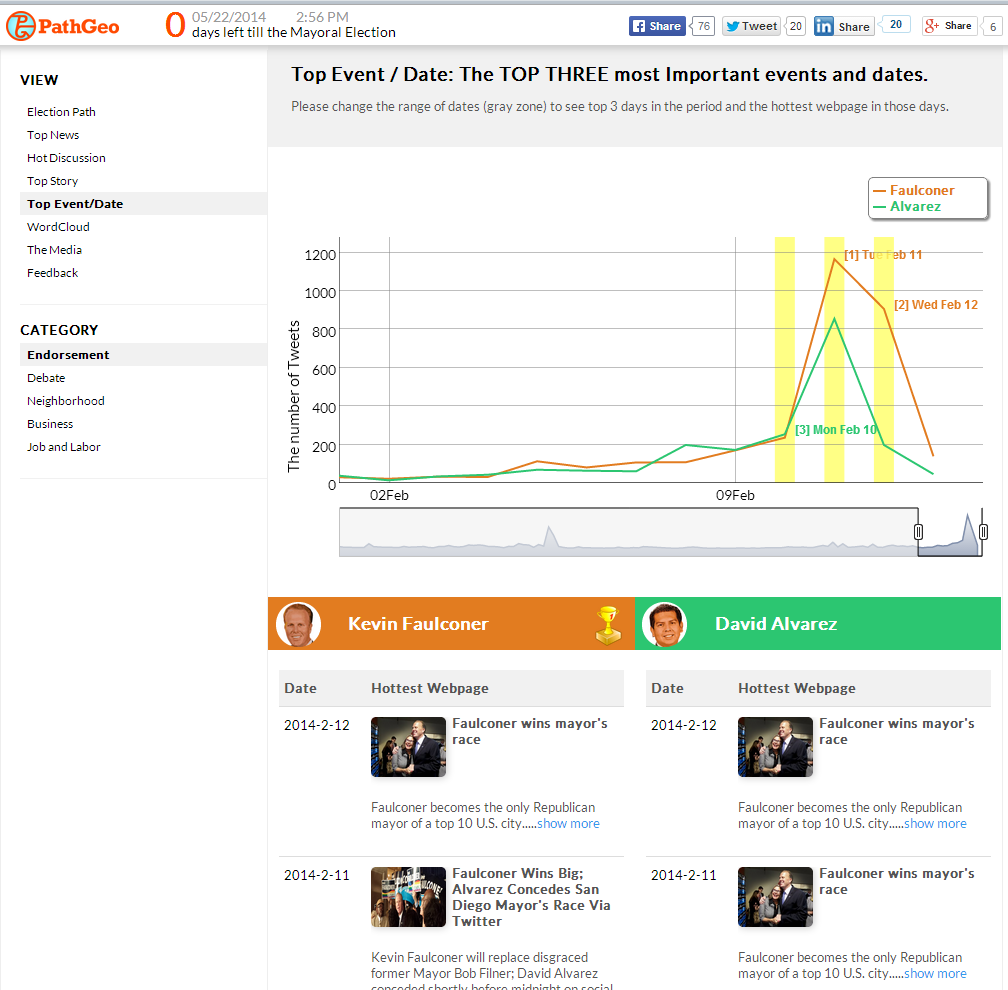 PathGeo
0
05/22/2014 2:56 PM
days left till the Mayoral Election
Share 76
Tweet 20
in Share 20
g+ Share 6
VIEW
Election Path
Top News
Hot Discussion
Top Story
Top Event/Date
WordCloud
The Media
Feedback
CATEGORY
Endorsement
Debate
Neighborhood
Business
Job and Labor
Top Event / Date: The TOP THREE most Important events and dates.
Please change the range of dates (gray zone) to see top 3 days in the period and the hottest webpage in those days.
Faulconer
Alvarez
The number of Tweets
1200
1000
800
600
400
200
0
[1] Tue Feb 11
[2] Wed Feb 12
[3] Mon Feb 10
02Feb
09Feb
Kevin Faulconer
Date Hottest Webpage
2014-2-12
Faulconer wins mayor's
race
Faulconer becomes the only Republican
mayor of a top 10 U.S. city.....show more
2014-2-11
Faulconer Wins Big;
Alvarez Concedes San
Diego Mayor's Race Via
Twitter
Kevin Faulconer will replace disgraced
former Mayor Bob Filner; David Alvarez
conceded shortly before midnight on social
David Alvarez
Date Hottest Webpage
2014-2-12
Faulconer wins mayor's
race
Faulconer becomes the only Republican
mayor of a top 10 U.S. city.....show more
2014-2-11
Faulconer wins mayor's
race
Faulconer becomes the only Republican
mayor of a top 10 U.S. city.....show more